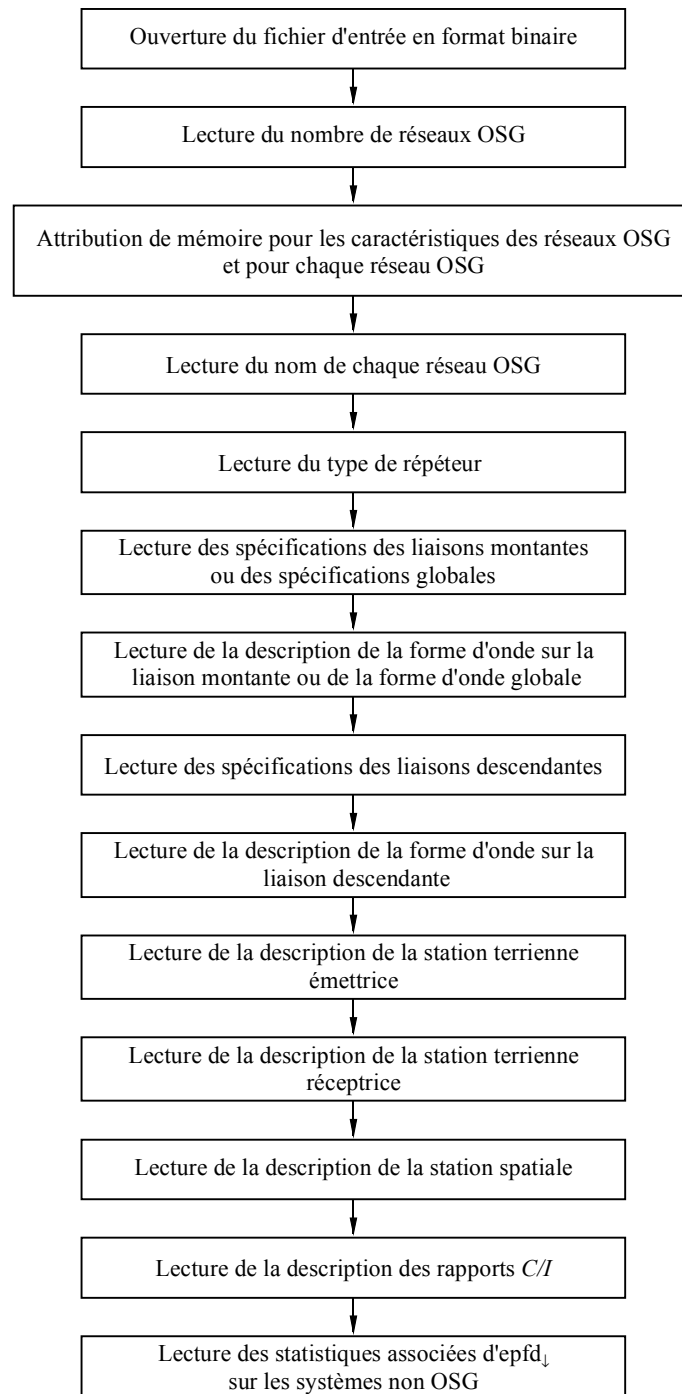 Ouverture du fichier d'entrée en format binaire
Lecture du nombre de réseaux OSG
Attribution de mémoire pour les caractéristiques des réseaux OSG
et pour chaque réseau OSG
Lecture du nom de chaque réseau OSG
Lecture du type de répéteur
Lecture des spécifications des liaisons montantes
ou des spécifications globales
Lecture de la description de la forme d'onde sur la
liaison montante ou de la forme d'onde globale
Lecture des spécifications des liaisons descendantes
Lecture de la description de la forme d'onde sur la
liaison descendante
Lecture de la description de la station terrienne
émettrice
Lecture de la description de la station terrienne
réceptrice
Lecture de la description de la station spatiale
Lecture de la description des rapports C/I
Lecture des statistiques associées d'epfd↓
sur les systèmes non OSG